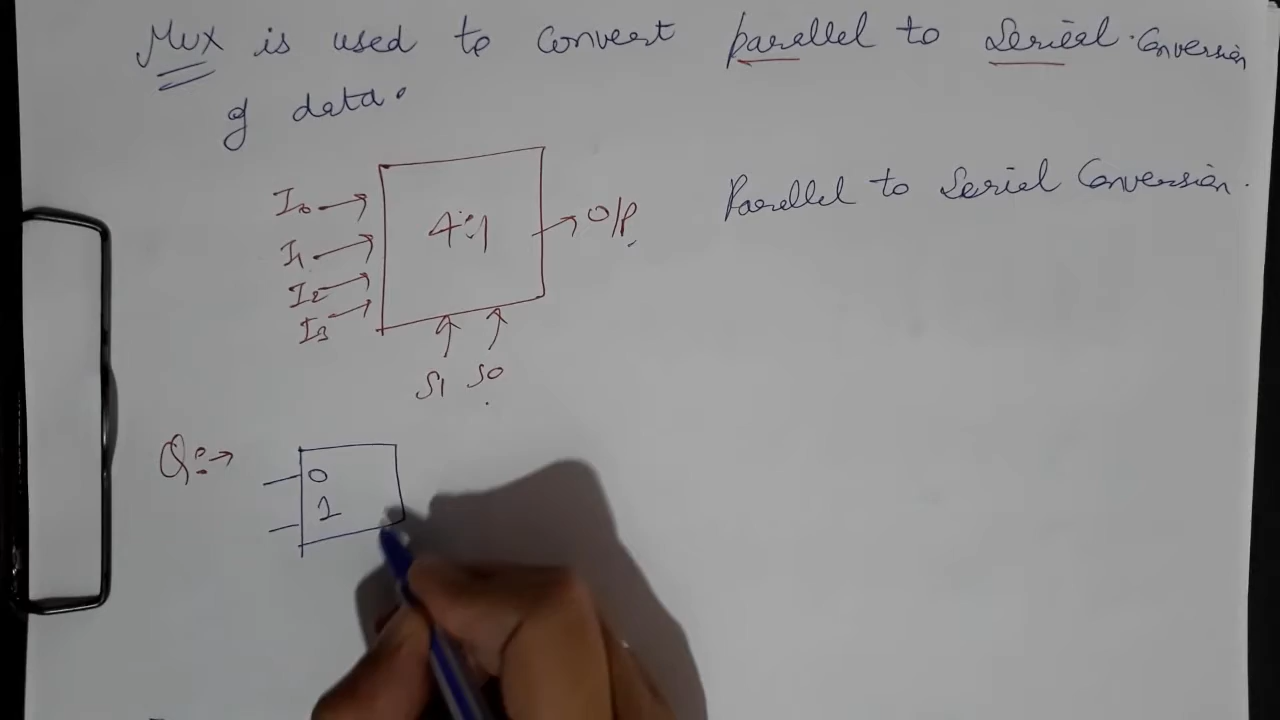 Mux is used to convert parallel to Serial Conversion
of data.
Parallel to Serial Conversion.
I0
I1
I2
I3
4:1
O/P
S1 S0
Q:→
0
1